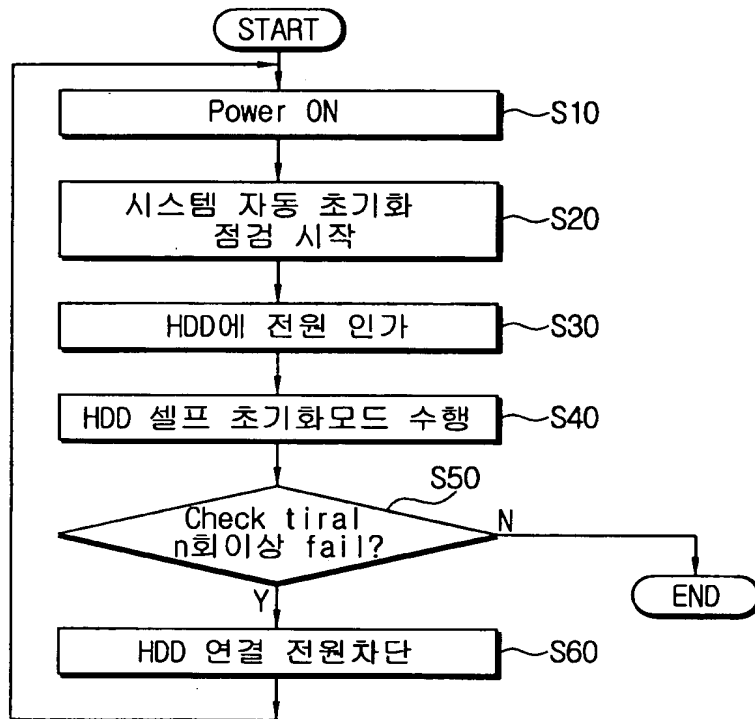 START
Power ON
S10
시스템 자동 초기화
점검 시작
S20
HDD에 전원 인가
S30
HDD 셀프 초기화모드 수행
S40
S50
Check tiral
n회이상 fail?
N
Y
END
HDD 연결 전원차단
S60